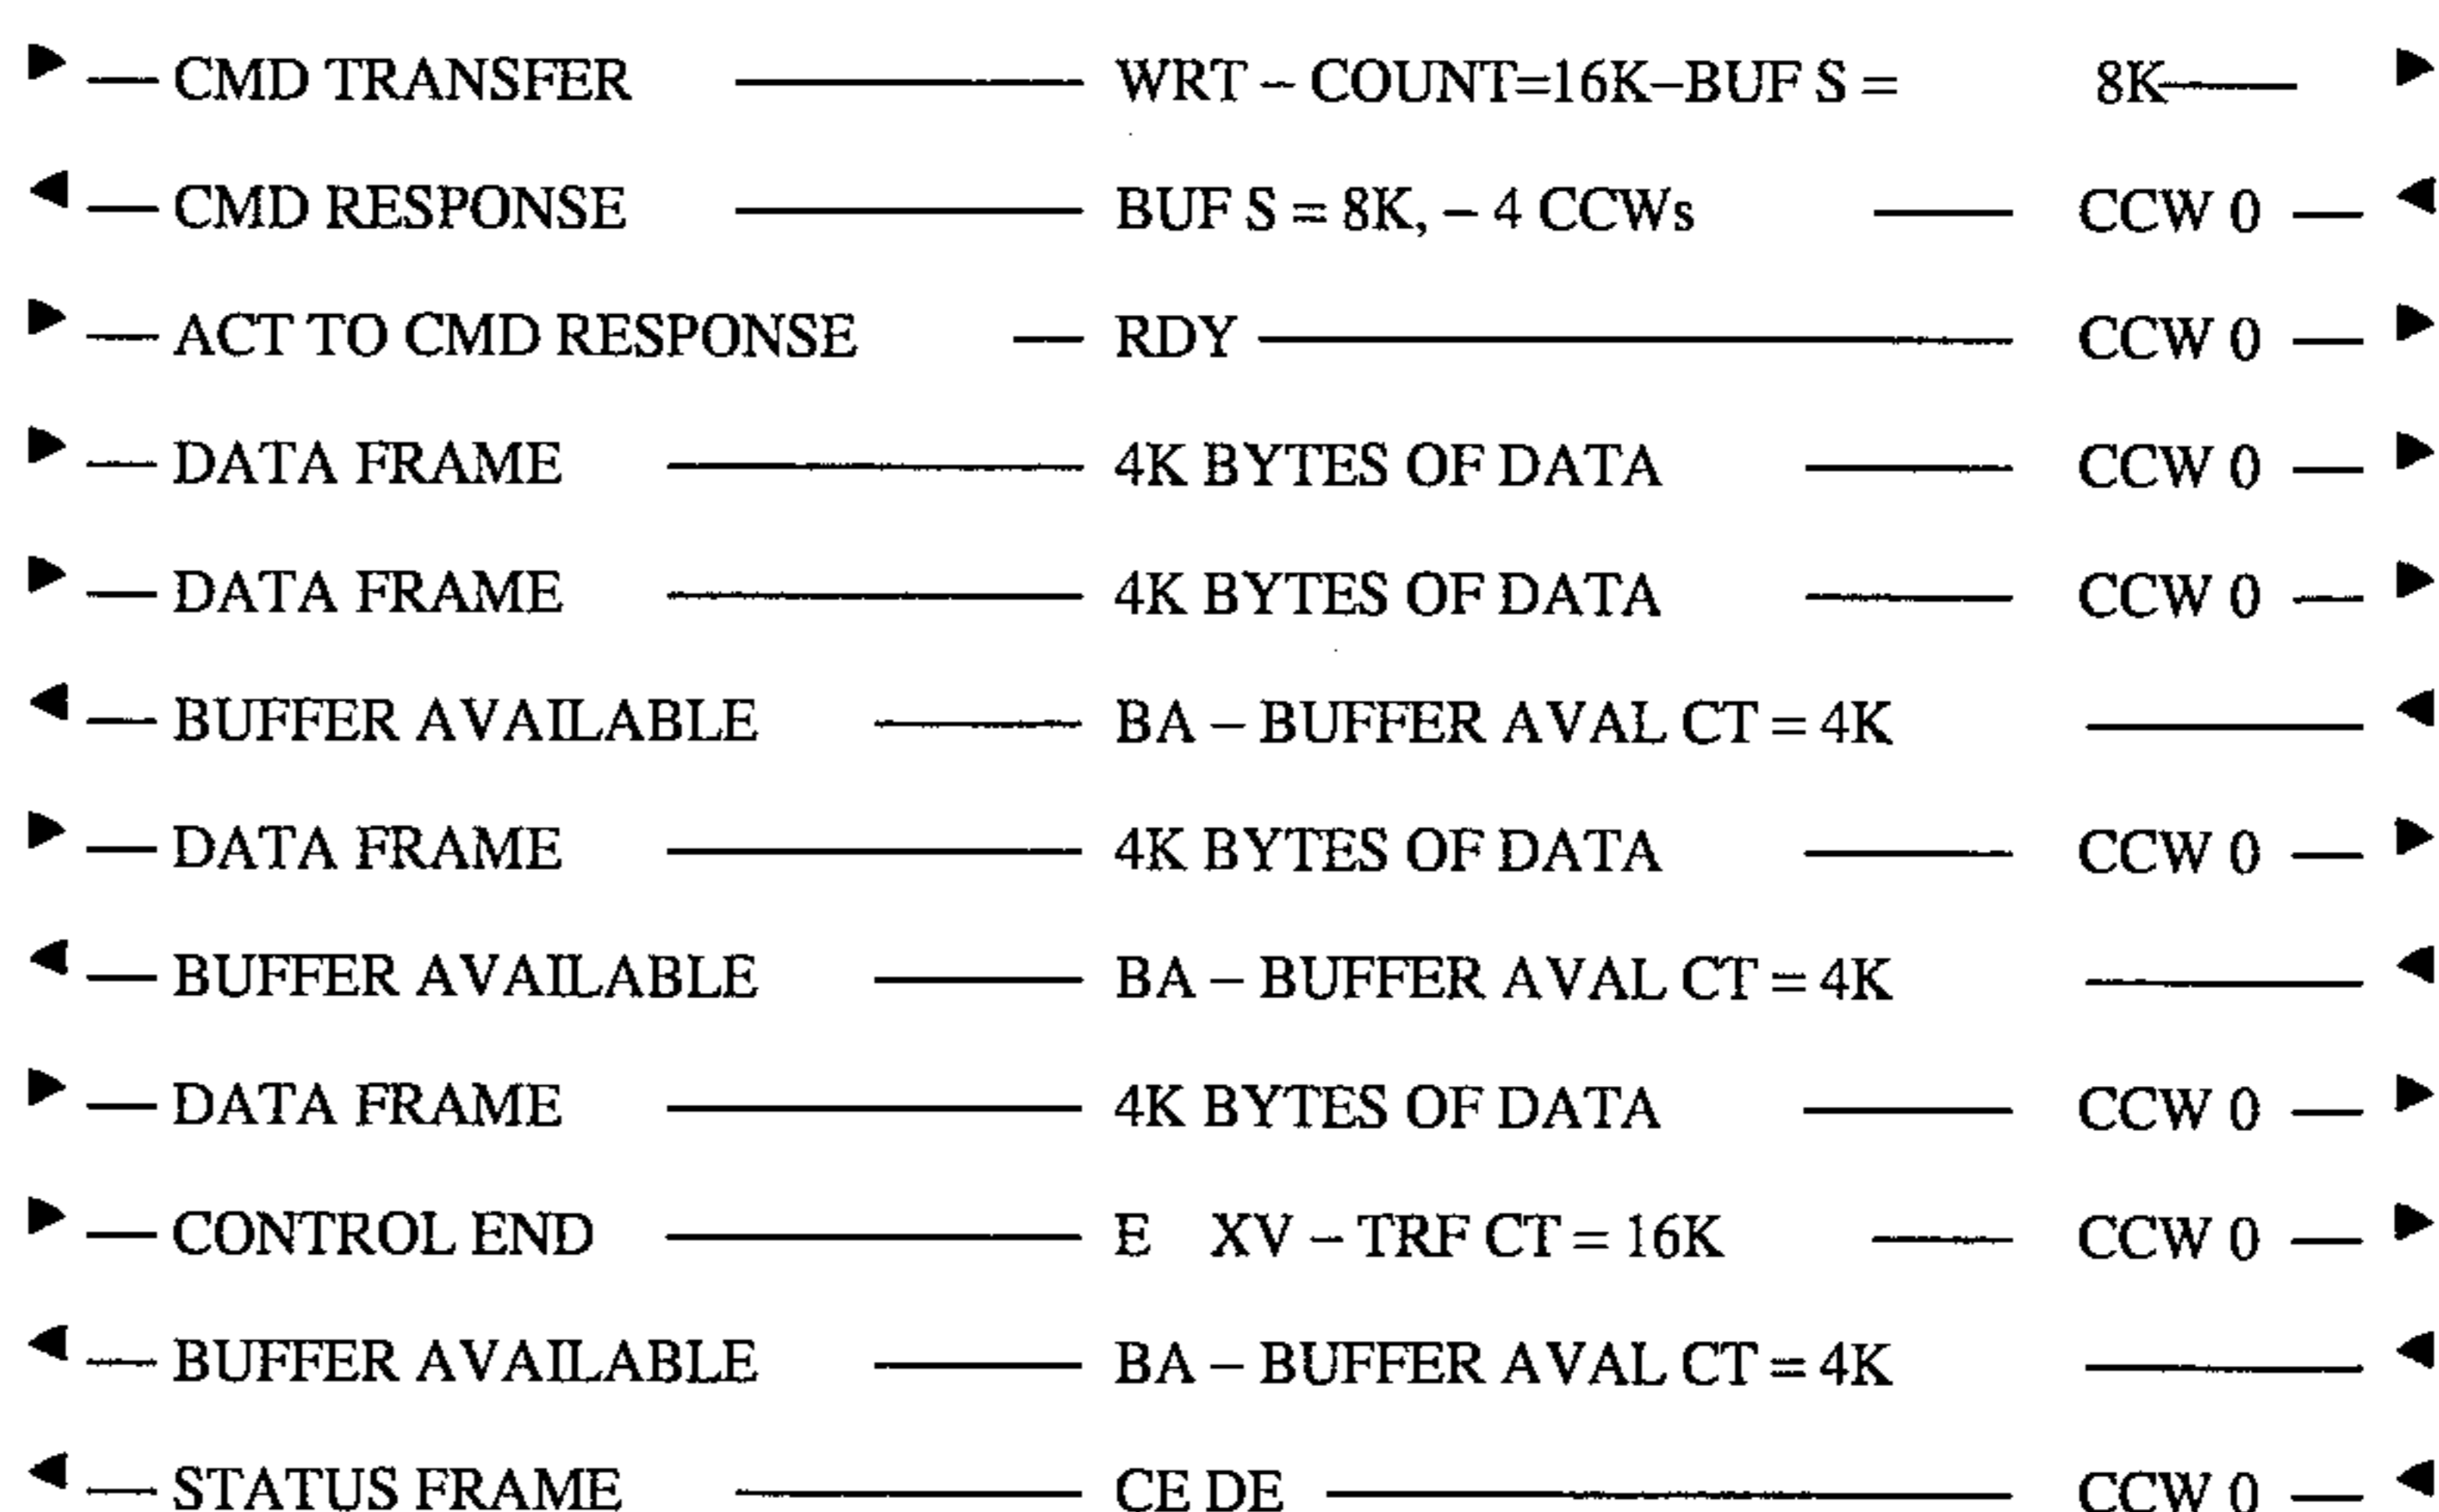 CMD TRANSFER WRT – COUNT=16K–BUF S = 8K
CMD RESPONSE BUF S = 8K, – 4 CCWs CCW 0
ACT TO CMD RESPONSE RDY CCW 0
DATA FRAME 4K BYTES OF DATA CCW 0
DATA FRAME 4K BYTES OF DATA CCW 0
BUFFER AVAILABLE BA – BUFFER AVAL CT = 4K
DATA FRAME 4K BYTES OF DATA CCW 0
BUFFER AVAILABLE BA – BUFFER AVAL CT = 4K
DATA FRAME 4K BYTES OF DATA CCW 0
CONTROL END E XV – TRF CT = 16K CCW 0
BUFFER AVAILABLE BA – BUFFER AVAL CT = 4K
STATUS FRAME CE DE CCW 0